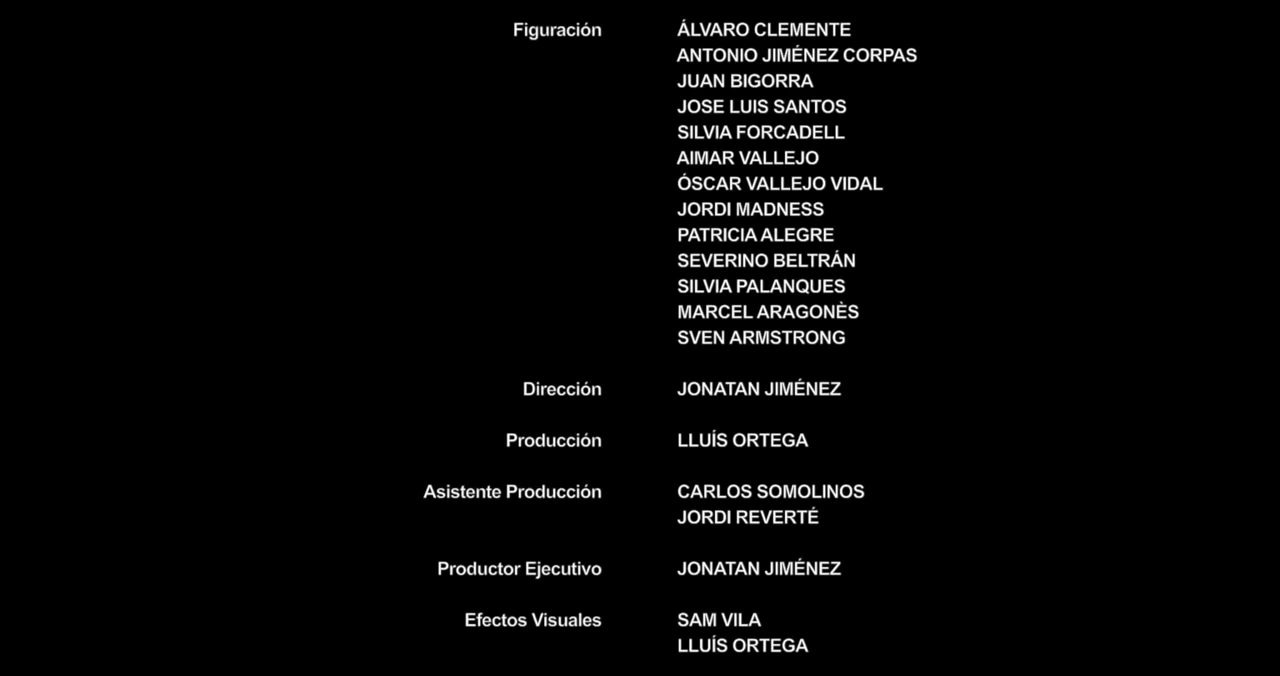 Figuración ÁLVARO CLEMENTE
ANTONIO JIMÉNEZ CORPAS
JUAN BIGORRA
JOSE LUIS SANTOS
SILVIA FORCADELL
AIMAR VALLEJO
ÓSCAR VALLEJO VIDAL
JORDI MADNESS
PATRICIA ALEGRE
SEVERINO BELTRÁN
SILVIA PALANQUES
MARCEL ARAGONÈS
SVEN ARMSTRONG
Dirección JONATAN JIMÉNEZ
Producción LLUÍS ORTEGA
Asistente Producción CARLOS SOMOLINOS
JORDI REVERTÉ
Productor Ejecutivo JONATAN JIMÉNEZ
Efectos Visuales SAM VILA
LLUÍS ORTEGA